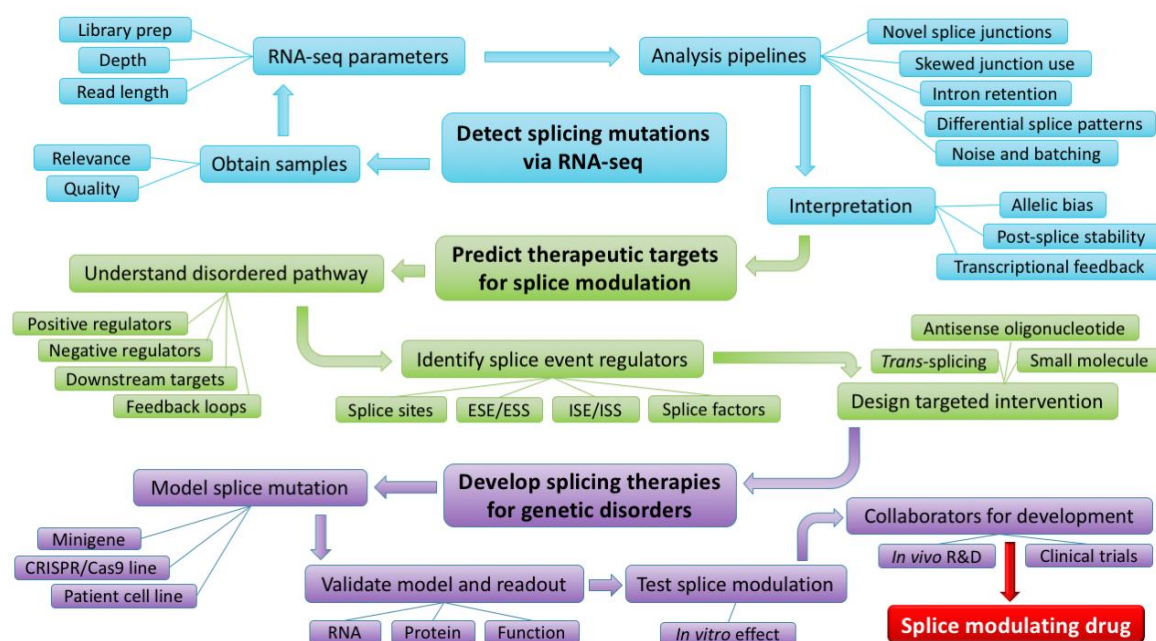 Library prep
Depth
Read length
RNA-seq parameters
Analysis pipelines
Novel splice junctions
Skewed junction use
Intron retention
Differential splice patterns
Noise and batching
Relevance
Quality
Obtain samples
Detect splicing mutations
via RNA-seq
Interpretation
Allelic bias
Post-splice stability
Transcriptional feedback
Understand disordered pathway
Predict therapeutic targets
for splice modulation
Positive regulators
Negative regulators
Downstream targets
Feedback loops
Identify splice event regulators
Splice sites
ESE/ESS
ISE/ISS
Splice factors
Antisense oligonucleotide
Trans-splicing
Small molecule
Design targeted intervention
Model splice mutation
Develop splicing therapies
for genetic disorders
Minigene
CRISPR/Cas9 line
Patient cell line
Validate model and readout
RNA
Protein
Function
Test splice modulation
In vitro effect
Collaborators for development
In vivo R&D
Clinical trials
Splice modulating drug